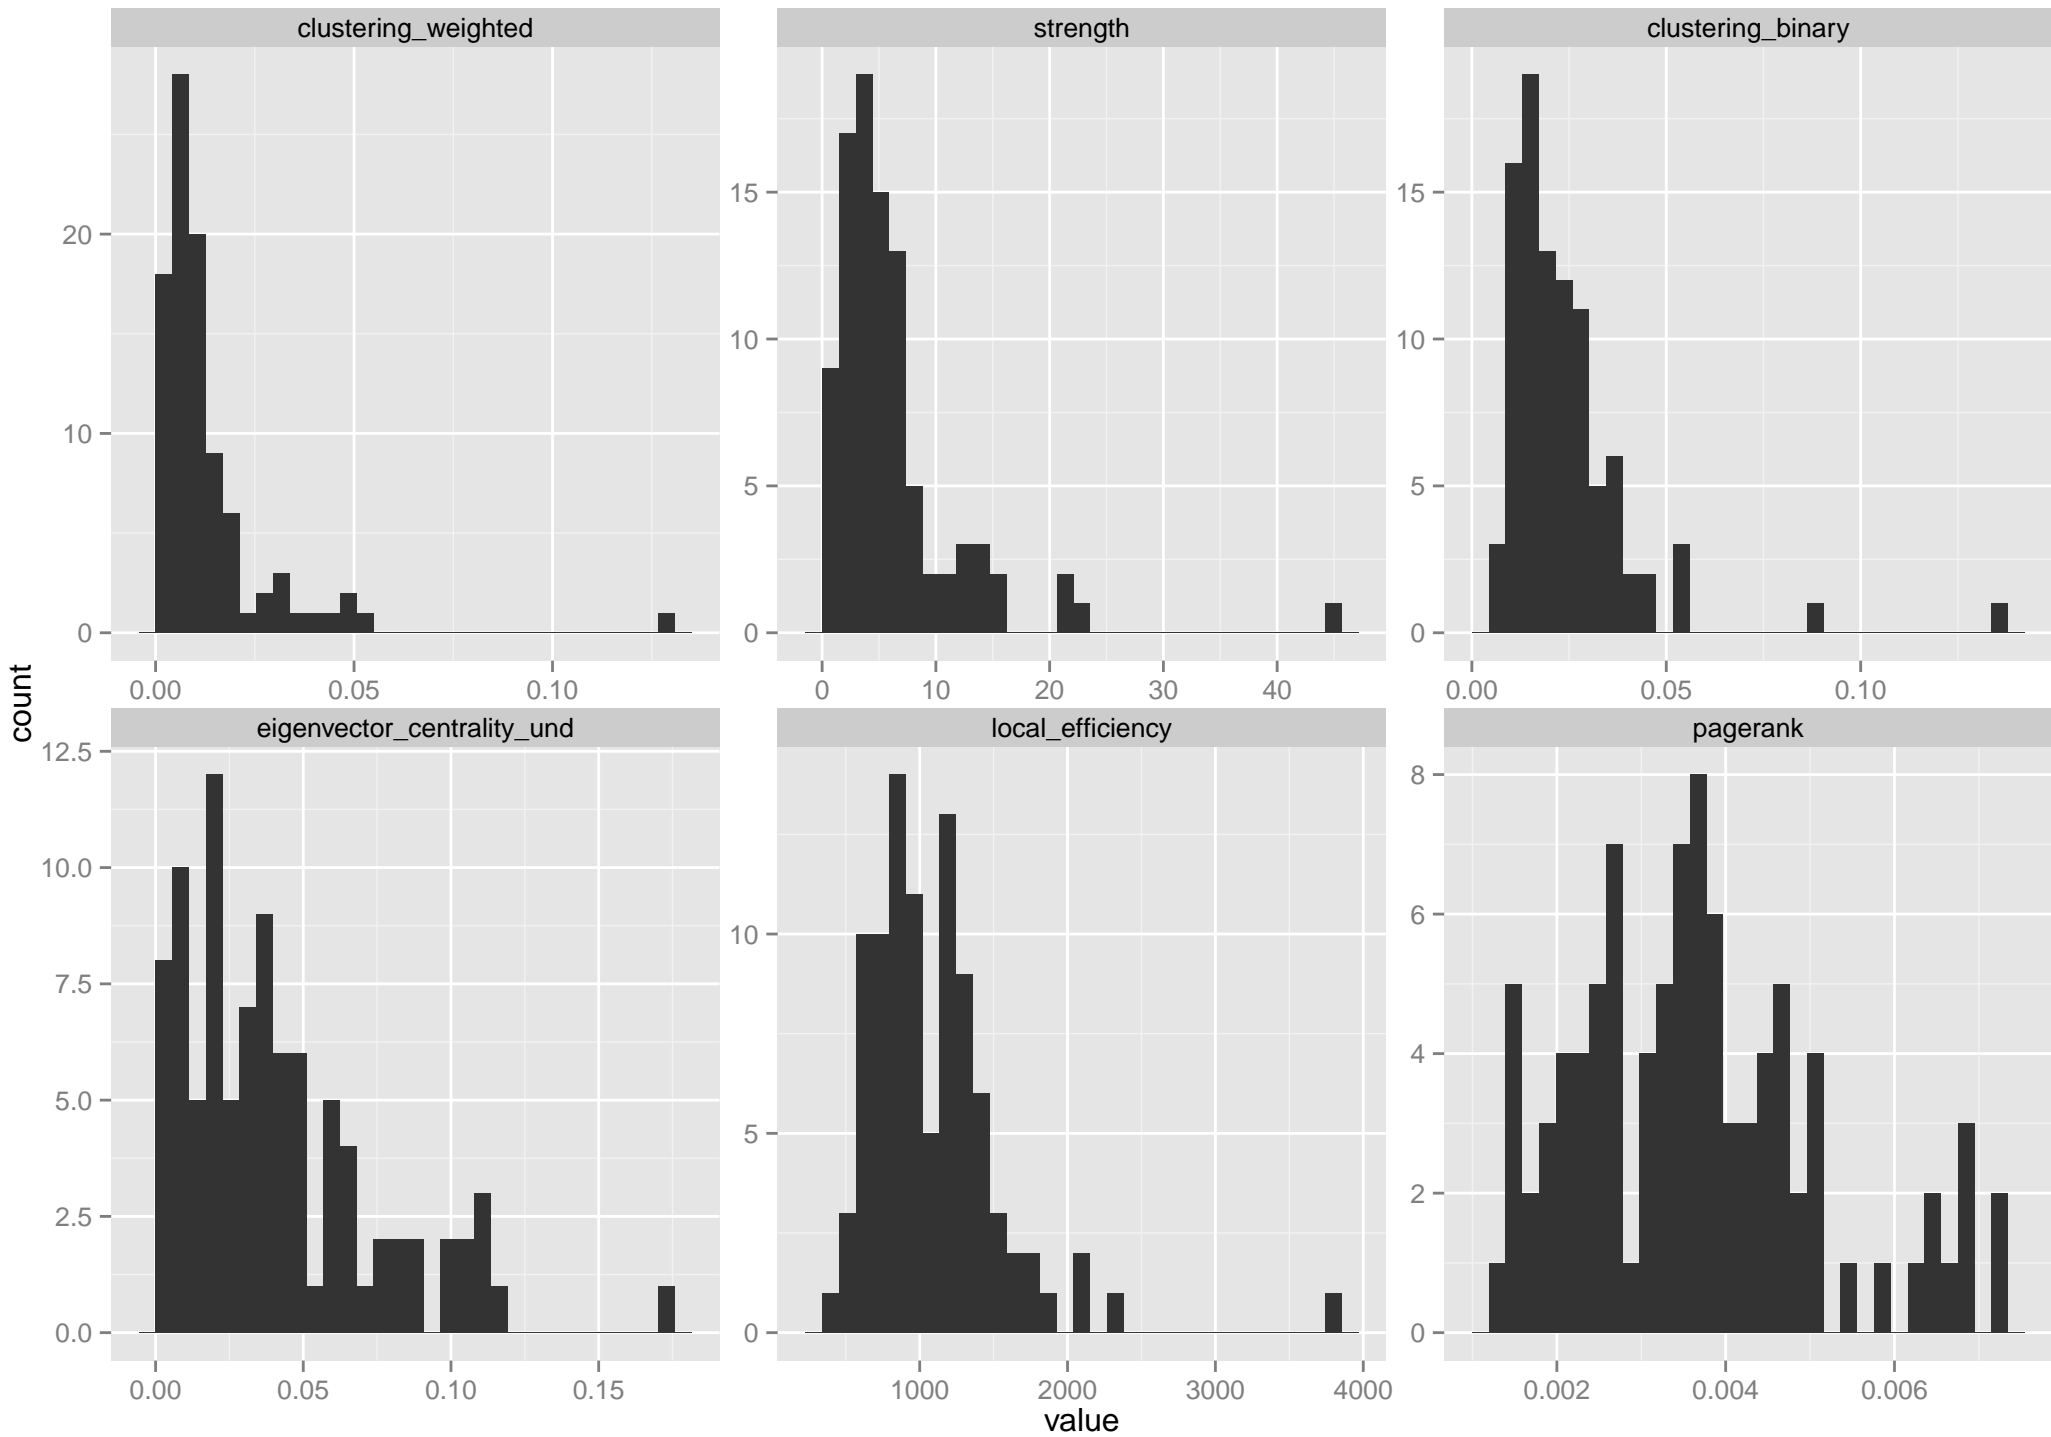 clustering_weighted
strength
clustering_binary
20
10
0
15
10
5
0
15
10
5
0
0.00 0.05 0.10
0 10 20 30 40
0.00 0.05 0.10
eigenvector_centrality_und
local_efficiency
pagerank
12.5
10.0
7.5
5.0
2.5
0.0
10
5
0
8
6
4
2
0
0.00 0.05 0.10 0.15
1000 2000 3000 4000
0.002 0.004 0.006
count
value